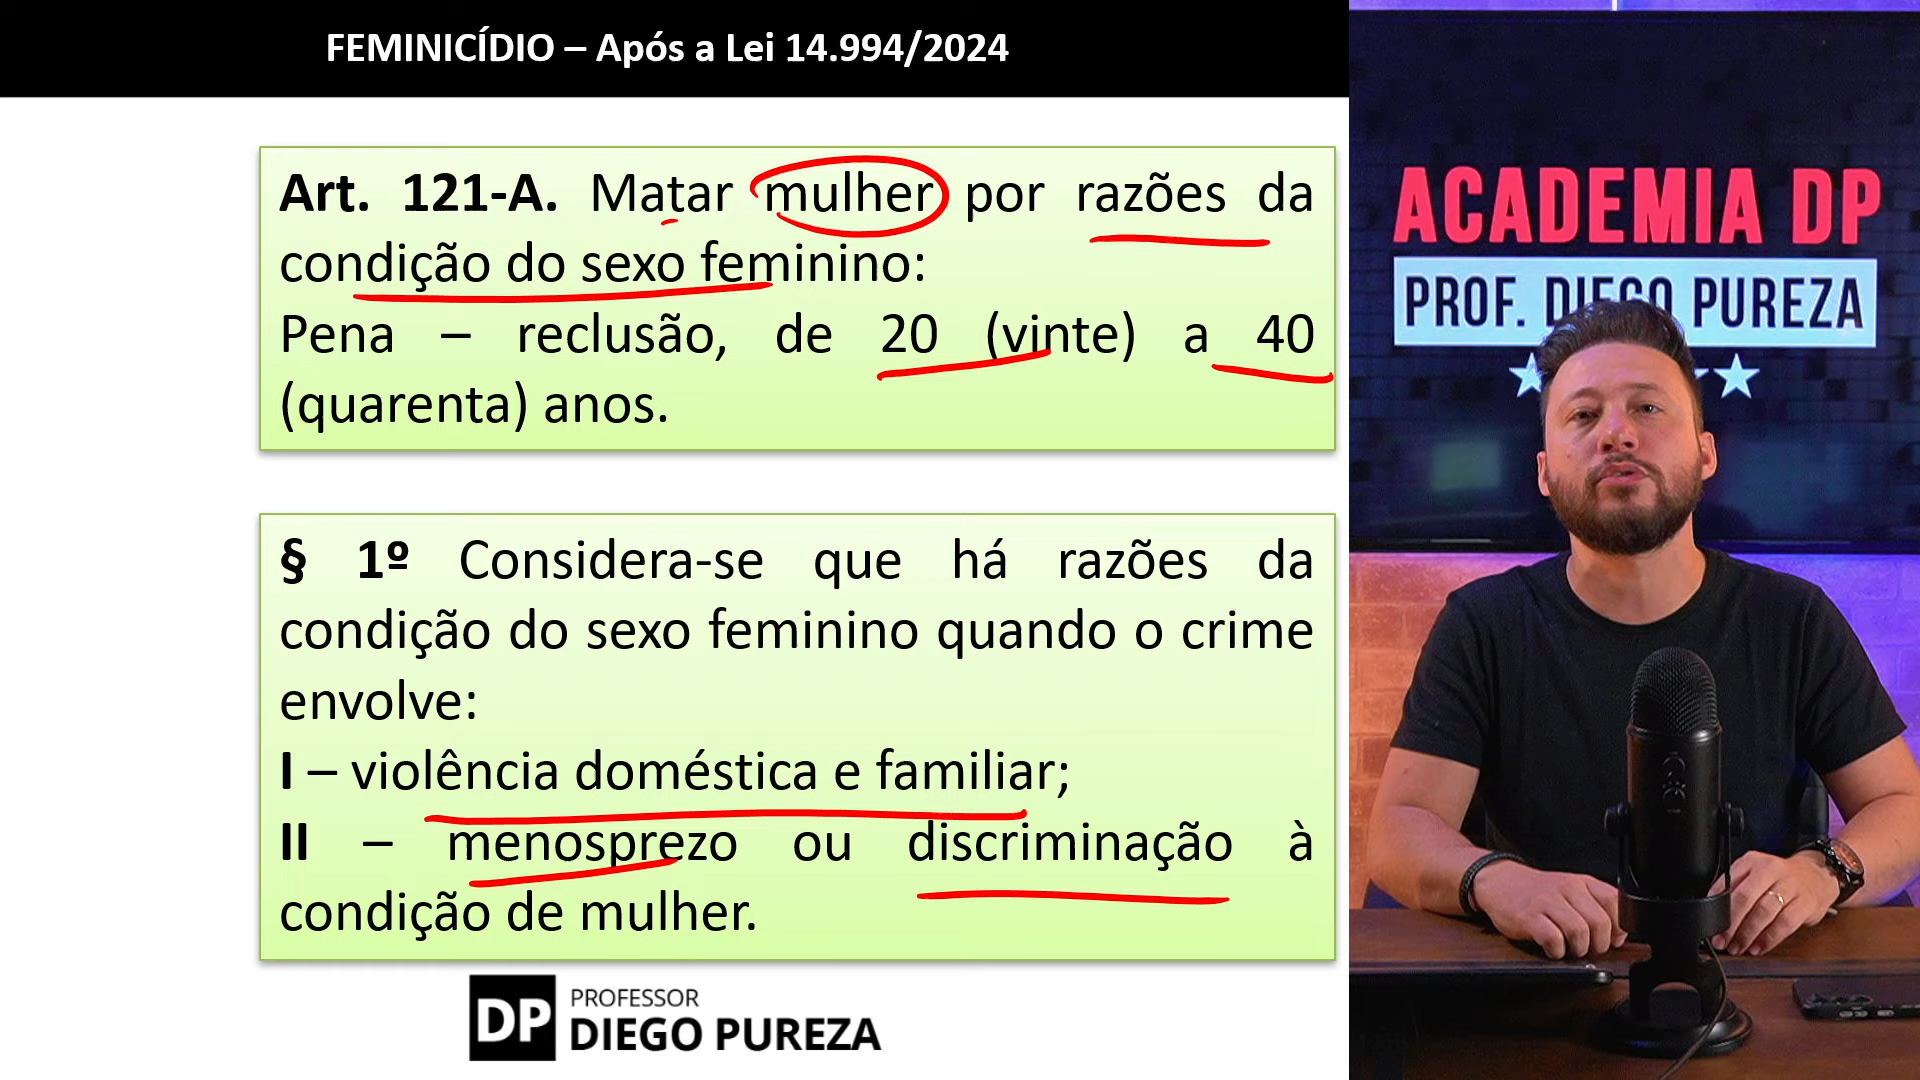 FEMINICÍDIO – Após a Lei 14.994/2024
Art. 121-A. Matar mulher por razões da
condição do sexo feminino:
Pena – reclusão, de 20 (vinte) a 40
(quarenta) anos.
§ 1º Considera-se que há razões da
condição do sexo feminino quando o crime
envolve:
I – violência doméstica e familiar;
II – menosprezo ou discriminação à
condição de mulher.
DP PROFESSOR
DIEGO PUREZA
ACADEMIA DP
PROF. DIEGO PUREZA